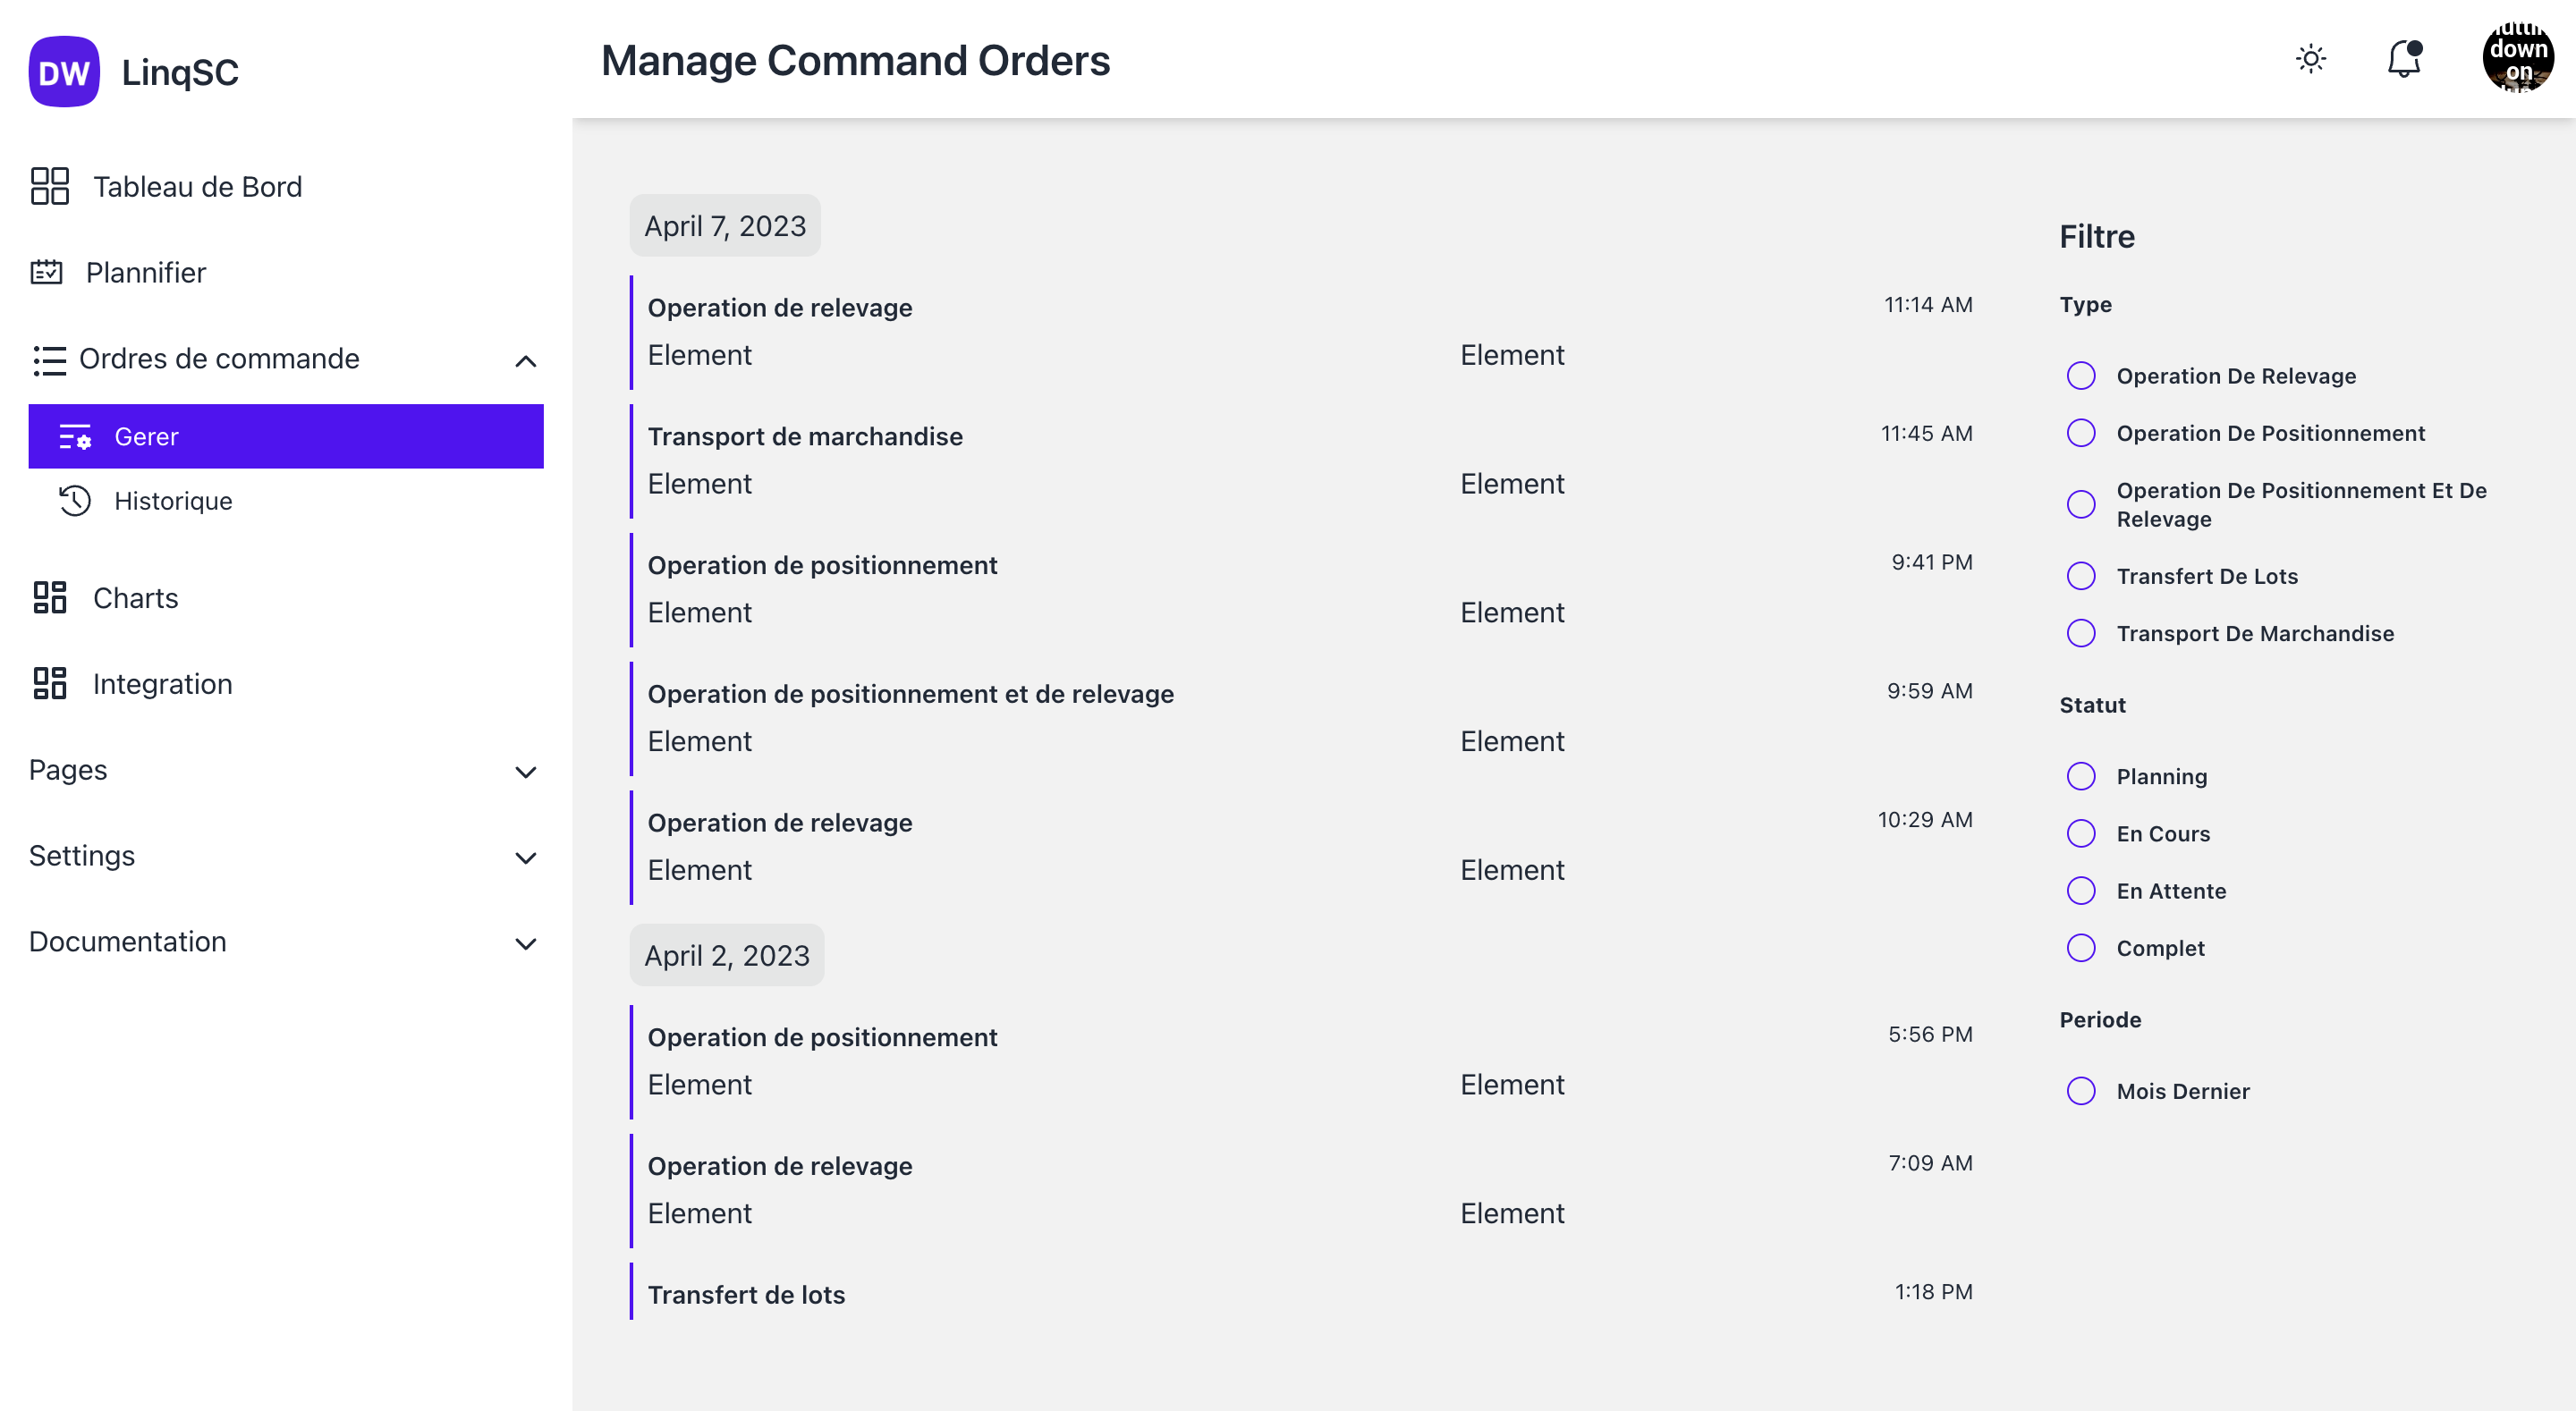 DW
LinqSC
Tableau de Bord
Plannifier
Ordres de commande
Gerer
Historique
Charts
Integration
Pages
Settings
Documentation
Manage Command Orders
down
on
April 7, 2023
Operation de relevage 11:14 AM
Element Element
Transport de marchandise 11:45 AM
Element Element
Operation de positionnement 9:41 PM
Element Element
Operation de positionnement et de relevage 9:59 AM
Element Element
Operation de relevage 10:29 AM
Element Element
April 2, 2023
Operation de positionnement 5:56 PM
Element Element
Operation de relevage 7:09 AM
Element Element
Transfert de lots 1:18 PM
Filtre
Type
Operation De Relevage
Operation De Positionnement
Operation De Positionnement Et De
Relevage
Transfert De Lots
Transport De Marchandise
Statut
Planning
En Cours
En Attente
Complet
Periode
Mois Dernier